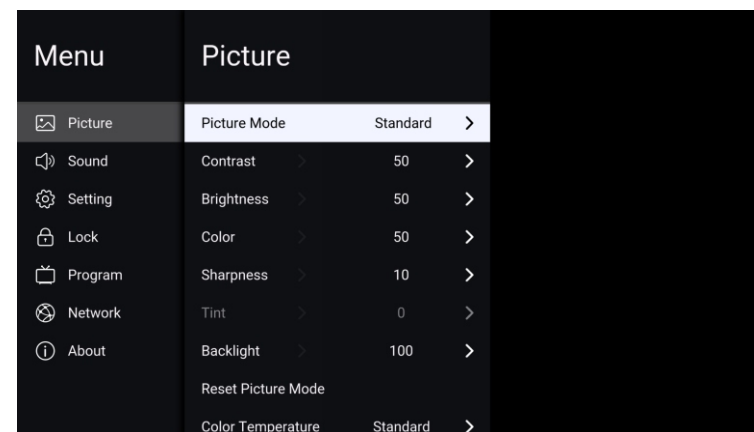 Menu
Picture
Sound
Setting
Lock
Program
Network
About
Picture
Picture Mode Standard
Contrast 50
Brightness 50
Color 50
Sharpness 10
Tint 0
Backlight 100
Reset Picture Mode
Color Temperature Standard